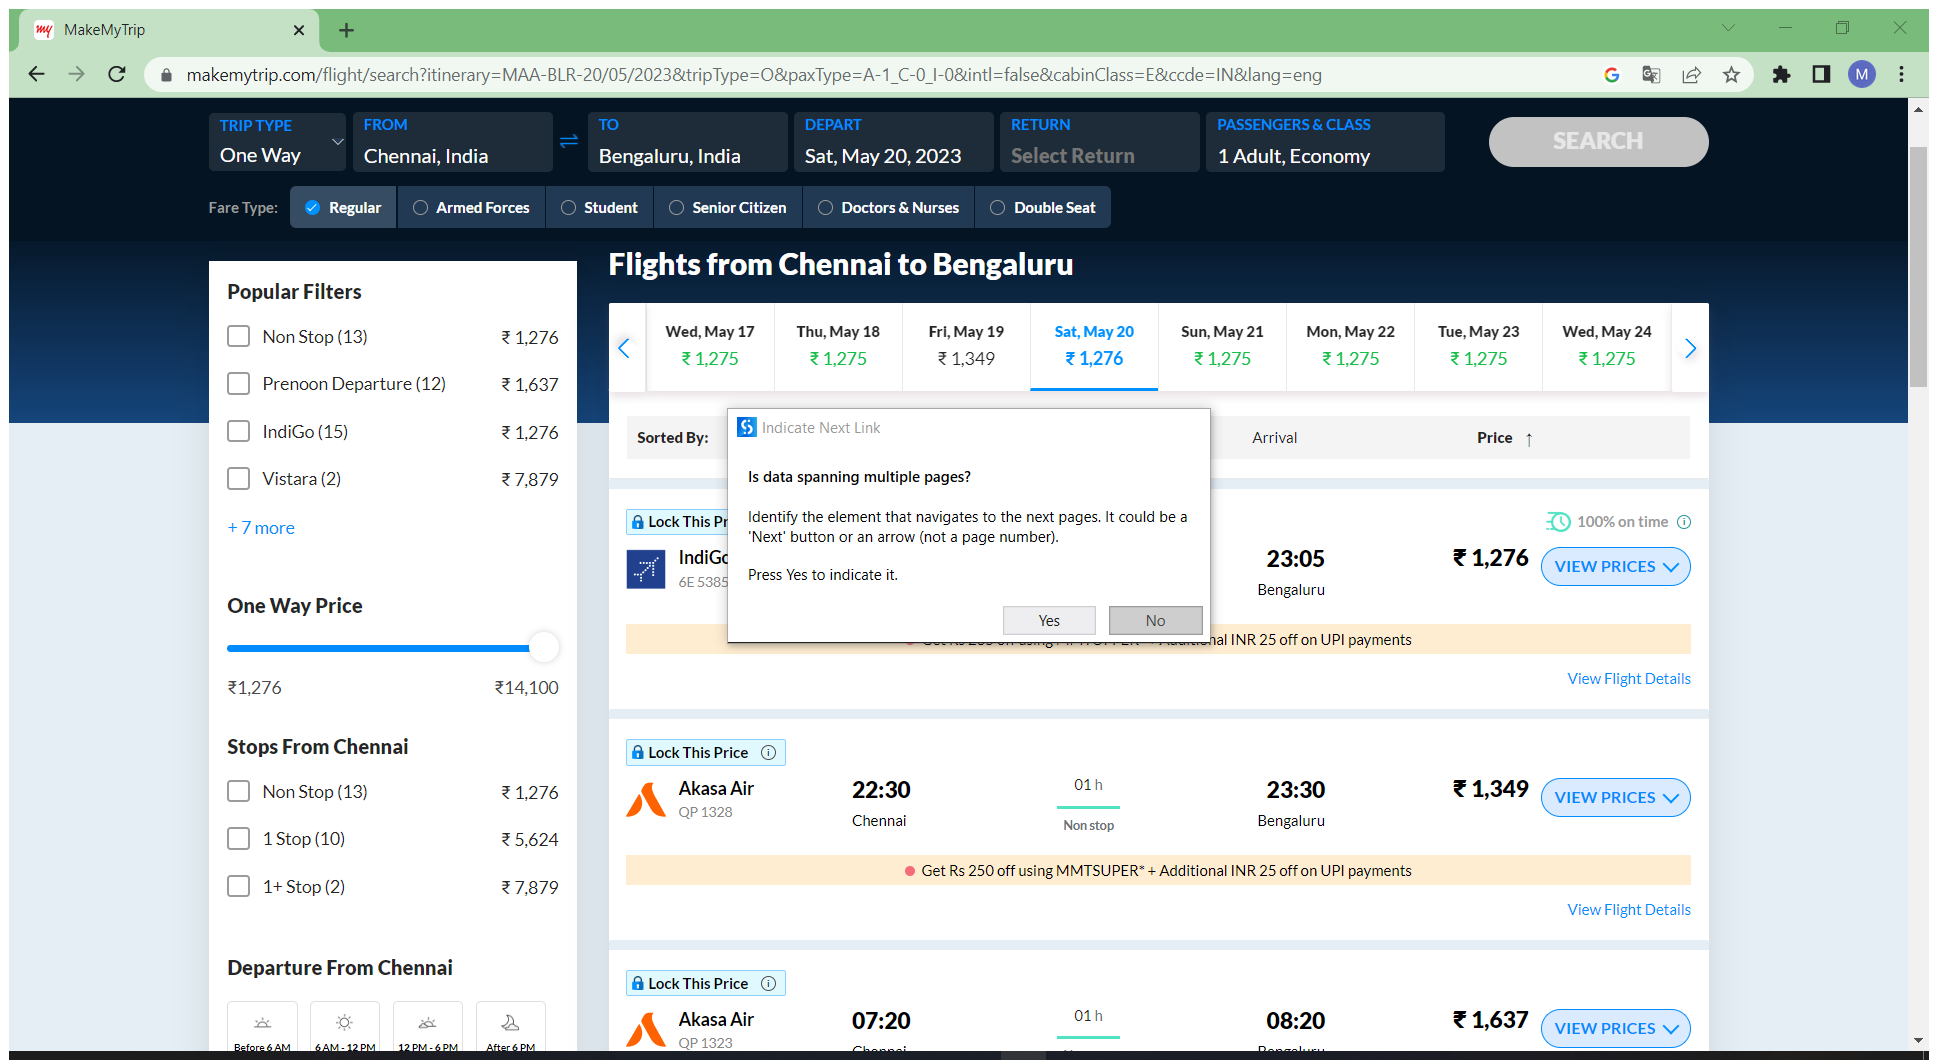 my MakeMyTrip
makemytrip.com/flight/search?itinerary=MAA-BLR-20/05/2023&tripType=O&paxType=A-1_C-0_I-0&intl=false&cabinClass=E&ccde=IN&lang=eng
M
TRIP TYPE FROM TO DEPART RETURN PASSENGERS & CLASS
One Way Chennai, India Bengaluru, India Sat, May 20, 2023 Select Return 1 Adult, Economy SEARCH
Fare Type: Regular Armed Forces Student Senior Citizen Doctors & Nurses Double Seat
Flights from Chennai to Bengaluru
Popular Filters
Non Stop (13) ₹ 1,276
Prenoon Departure (12) ₹ 1,637
IndiGo (15) ₹ 1,276
Vistara (2) ₹ 7,879
+ 7 more
One Way Price
₹1,276 ₹14,100
Stops From Chennai
Non Stop (13) ₹ 1,276
1 Stop (10) ₹ 5,624
1+ Stop (2) ₹ 7,879
Departure From Chennai
Before 6 AM 6 AM - 12 PM 12 PM - 6 PM After 6 PM
Wed, May 17 Thu, May 18 Fri, May 19 Sat, May 20 Sun, May 21 Mon, May 22 Tue, May 23 Wed, May 24
₹ 1,275 ₹ 1,275 ₹ 1,349 ₹ 1,276 ₹ 1,275 ₹ 1,275 ₹ 1,275 ₹ 1,275
Sorted By: Arrival Price ↑
Indicate Next Link
Is data spanning multiple pages?
Identify the element that navigates to the next pages. It could be a
'Next' button or an arrow (not a page number).
Press Yes to indicate it.
Yes No
Lock This Pr
100% on time
IndiGo 23:05 ₹ 1,276 VIEW PRICES
6E 5385 Bengaluru
Additional INR 25 off on UPI payments
View Flight Details
Lock This Price
Akasa Air 22:30 01 h 23:30 ₹ 1,349 VIEW PRICES
QP 1328 Chennai Non stop Bengaluru
Get Rs 250 off using MMTSUPER* + Additional INR 25 off on UPI payments
View Flight Details
Lock This Price
Akasa Air 07:20 01 h 08:20 ₹ 1,637 VIEW PRICES
QP 1323 Chennai Bengaluru